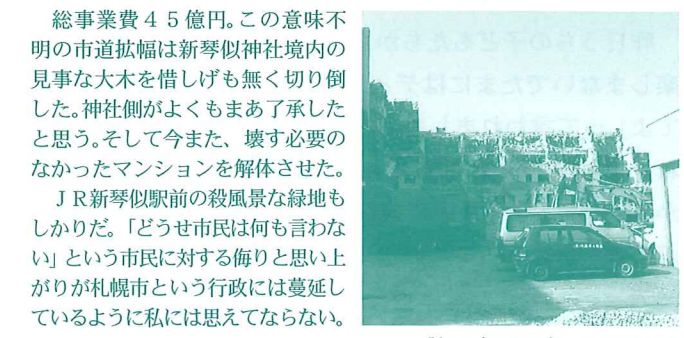 総事業費４５億円。この意味不
明の市道拡幅は新琴似神社境内の
見事な大木を惜しげも無く切り倒
した。神社側がよくもまあ了承した
と思う。そして今また、壊す必要の
なかったマンションを解体させた。
ＪＲ新琴似駅前の殺風景な緑地も
しかりだ。「どうせ市民は何も言わな
い」という市民に対する侮りと思い上
がりが札幌市という行政には蔓延し
ているように私には思えてならない。